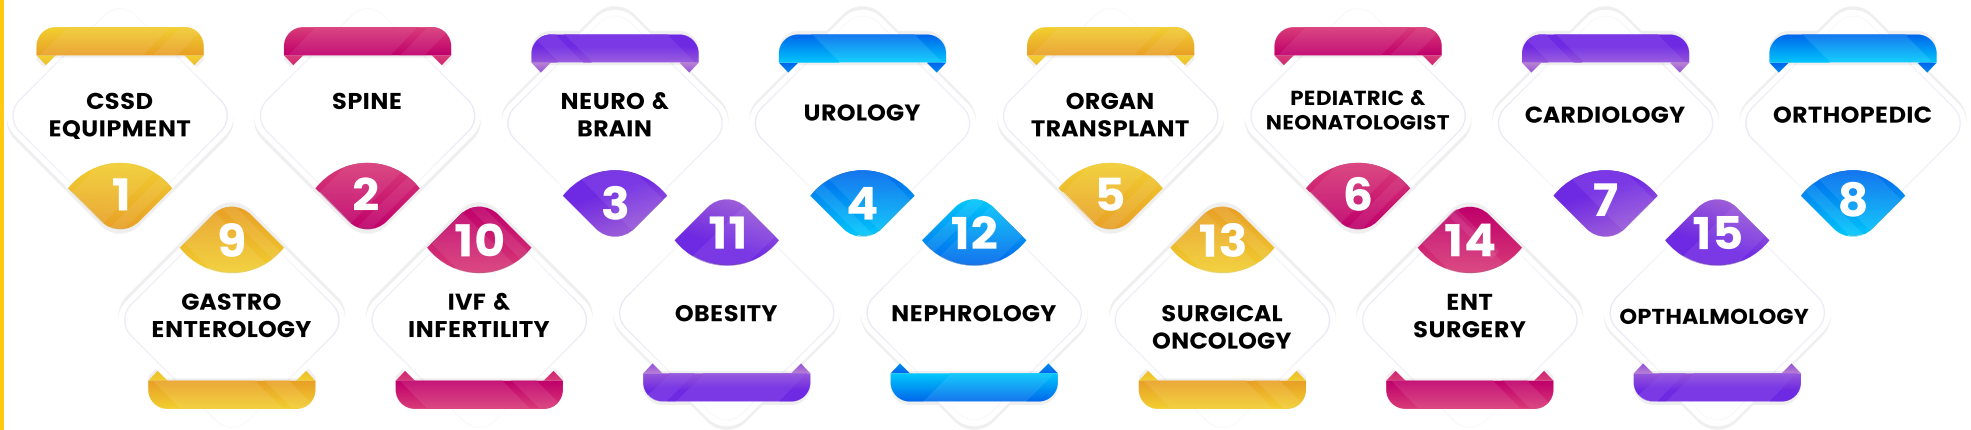 CSSD
EQUIPMENT
1
SPINE
2
NEURO &
BRAIN
3
UROLOGY
4
ORGAN
TRANSPLANT
5
PEDIATRIC &
NEONATOLOGIST
6
CARDIOLOGY
7
ORTHOPEDIC
8
9
GASTRO
ENTEROLOGY
10
IVF &
INFERTILITY
11
OBESITY
12
NEPHROLOGY
13
SURGICAL
ONCOLOGY
14
ENT
SURGERY
15
OPTHALMOLOGY